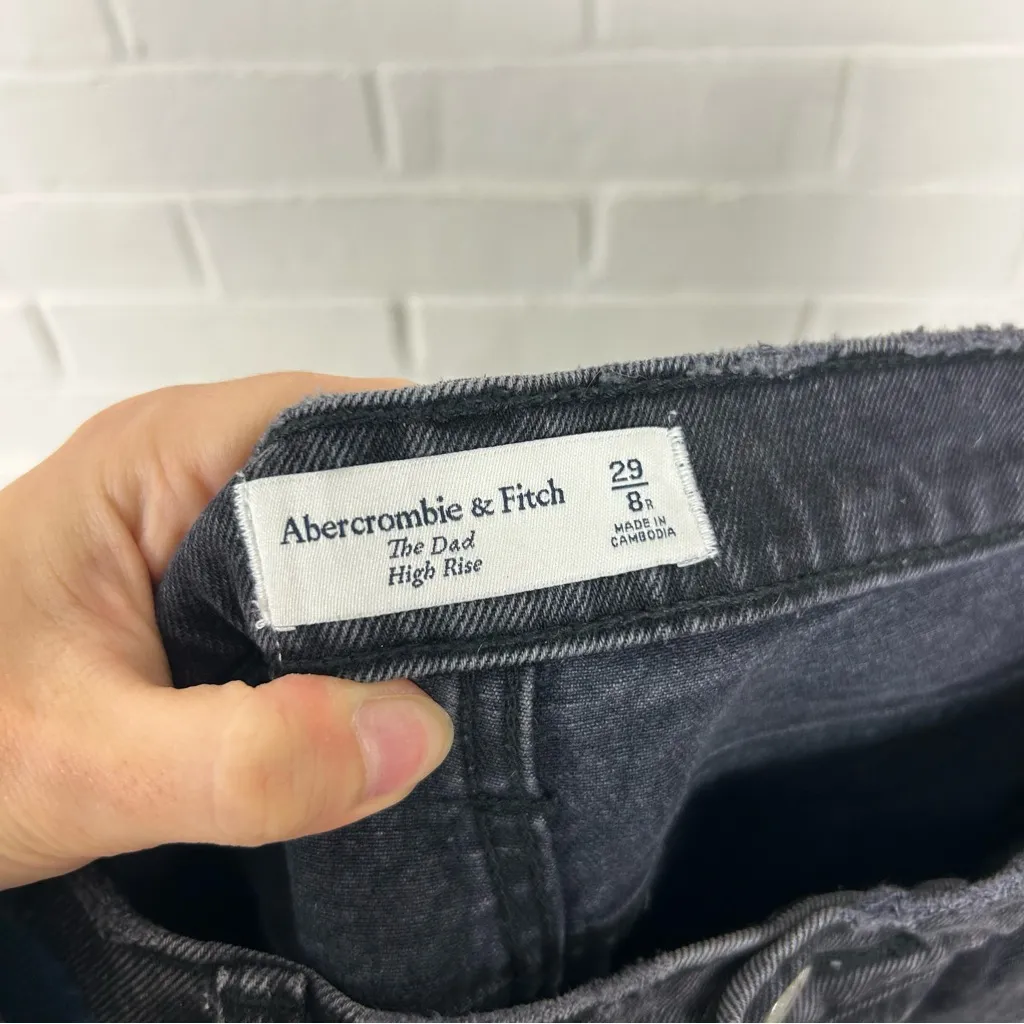 Abercrombie & Fitch
The Dad
High Rise
29
8R
MADE IN
CAMBODIA